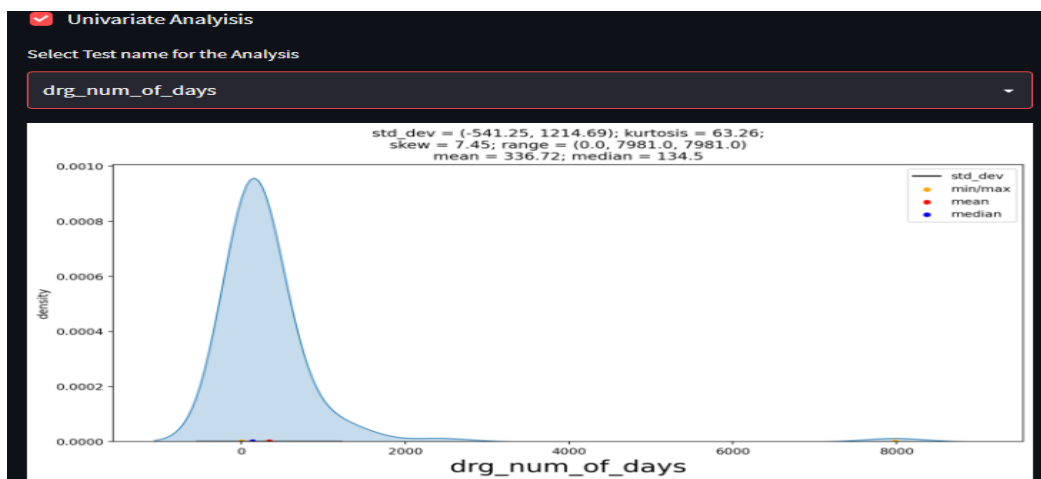 Univariate Analyisis
Select Test name for the Analysis
drg_num_of_days
std_dev = (-541.25, 1214.69); kurtosis = 63.26;
skew = 7.45; range = (0.0, 7981.0, 7981.0)
mean = 336.72; median = 134.5
std_dev
min/max
mean
median
0.0010
0.0008
0.0006
0.0004
0.0002
0.0000
density
0
2000
4000
6000
8000
drg_num_of_days